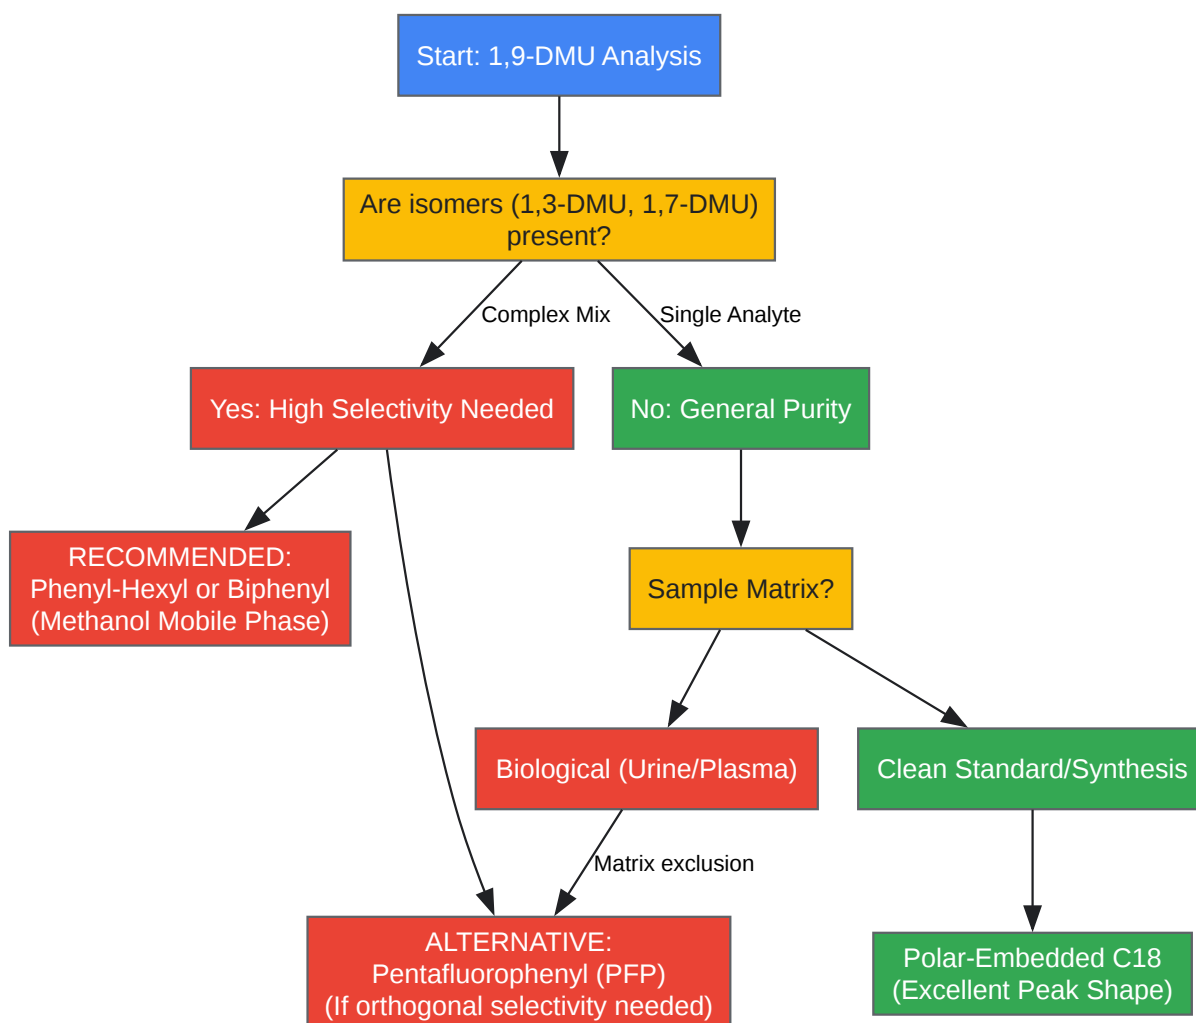 Start: 1,9-DMU Analysis
Are isomers (1,3-DMU, 1,7-DMU)
present?
Complex Mix
Single Analyte
Yes: High Selectivity Needed
No: General Purity
RECOMMENDED:
Phenyl-Hexyl or Biphenyl
(Methanol Mobile Phase)
Sample Matrix?
Biological (Urine/Plasma)
Clean Standard/Synthesis
Matrix exclusion
ALTERNATIVE:
Pentafluorophenyl (PFP)
(If orthogonal selectivity needed)
Polar-Embedded C18
(Excellent Peak Shape)